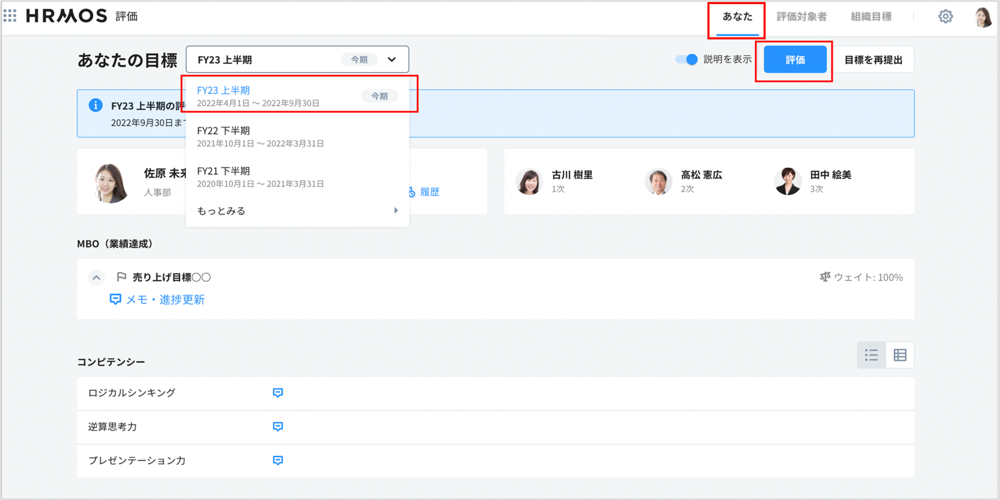 HRMOS 評価
あなた 評価対象者 組織目標
あなたの目標 FY23 上半期 今期 説明を表示 評価 目標を再提出
FY23 上半期 今期
2022年4月1日 〜 2022年9月30日
FY22 下半期
2021年10月1日 〜 2022年3月31日
FY21 下半期
2020年10月1日 〜 2021年3月31日
もっとみる
FY23 上半期の評
2022年9月30日まで
佐原 未来
人事部
履歴
古川 樹里
1次
高松 憲広
2次
田中 絵美
3次
MBO（業績達成）
売り上げ目標〇〇 ウェイト: 100%
メモ・進捗更新
コンピテンシー
ロジカルシンキング
逆算思考力
プレゼンテーション力